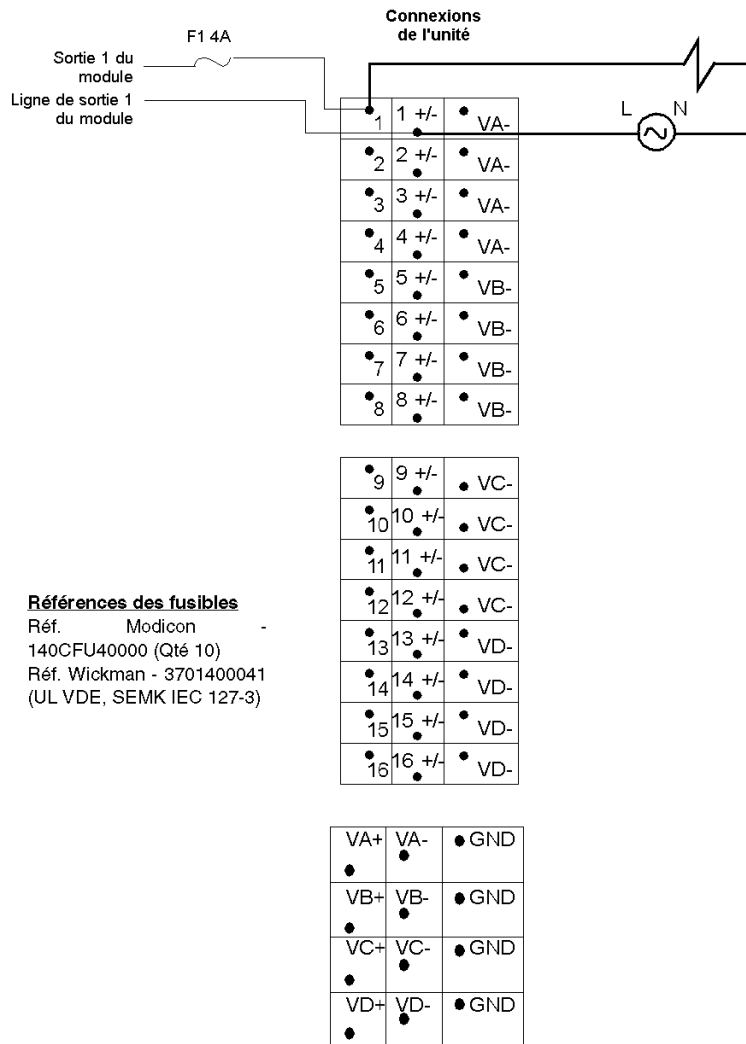 Connexions
de l'unité
F1 4A
Sortie 1 du
module
Ligne de sortie 1
du module
L N
1 1 +/- VA-
2 2 +/- VA-
3 3 +/- VA-
4 4 +/- VA-
5 5 +/- VB-
6 6 +/- VB-
7 7 +/- VB-
8 8 +/- VB-
9 9 +/- VC-
10 10 +/- VC-
11 11 +/- VC-
12 12 +/- VC-
13 13 +/- VD-
14 14 +/- VD-
15 15 +/- VD-
16 16 +/- VD-
Références des fusibles
Réf. Modicon -
140CFU40000 (Qté 10)
Réf. Wickman - 3701400041
(UL VDE, SEMK IEC 127-3)
VA+ VA- GND
VB+ VB- GND
VC+ VC- GND
VD+ VD- GND